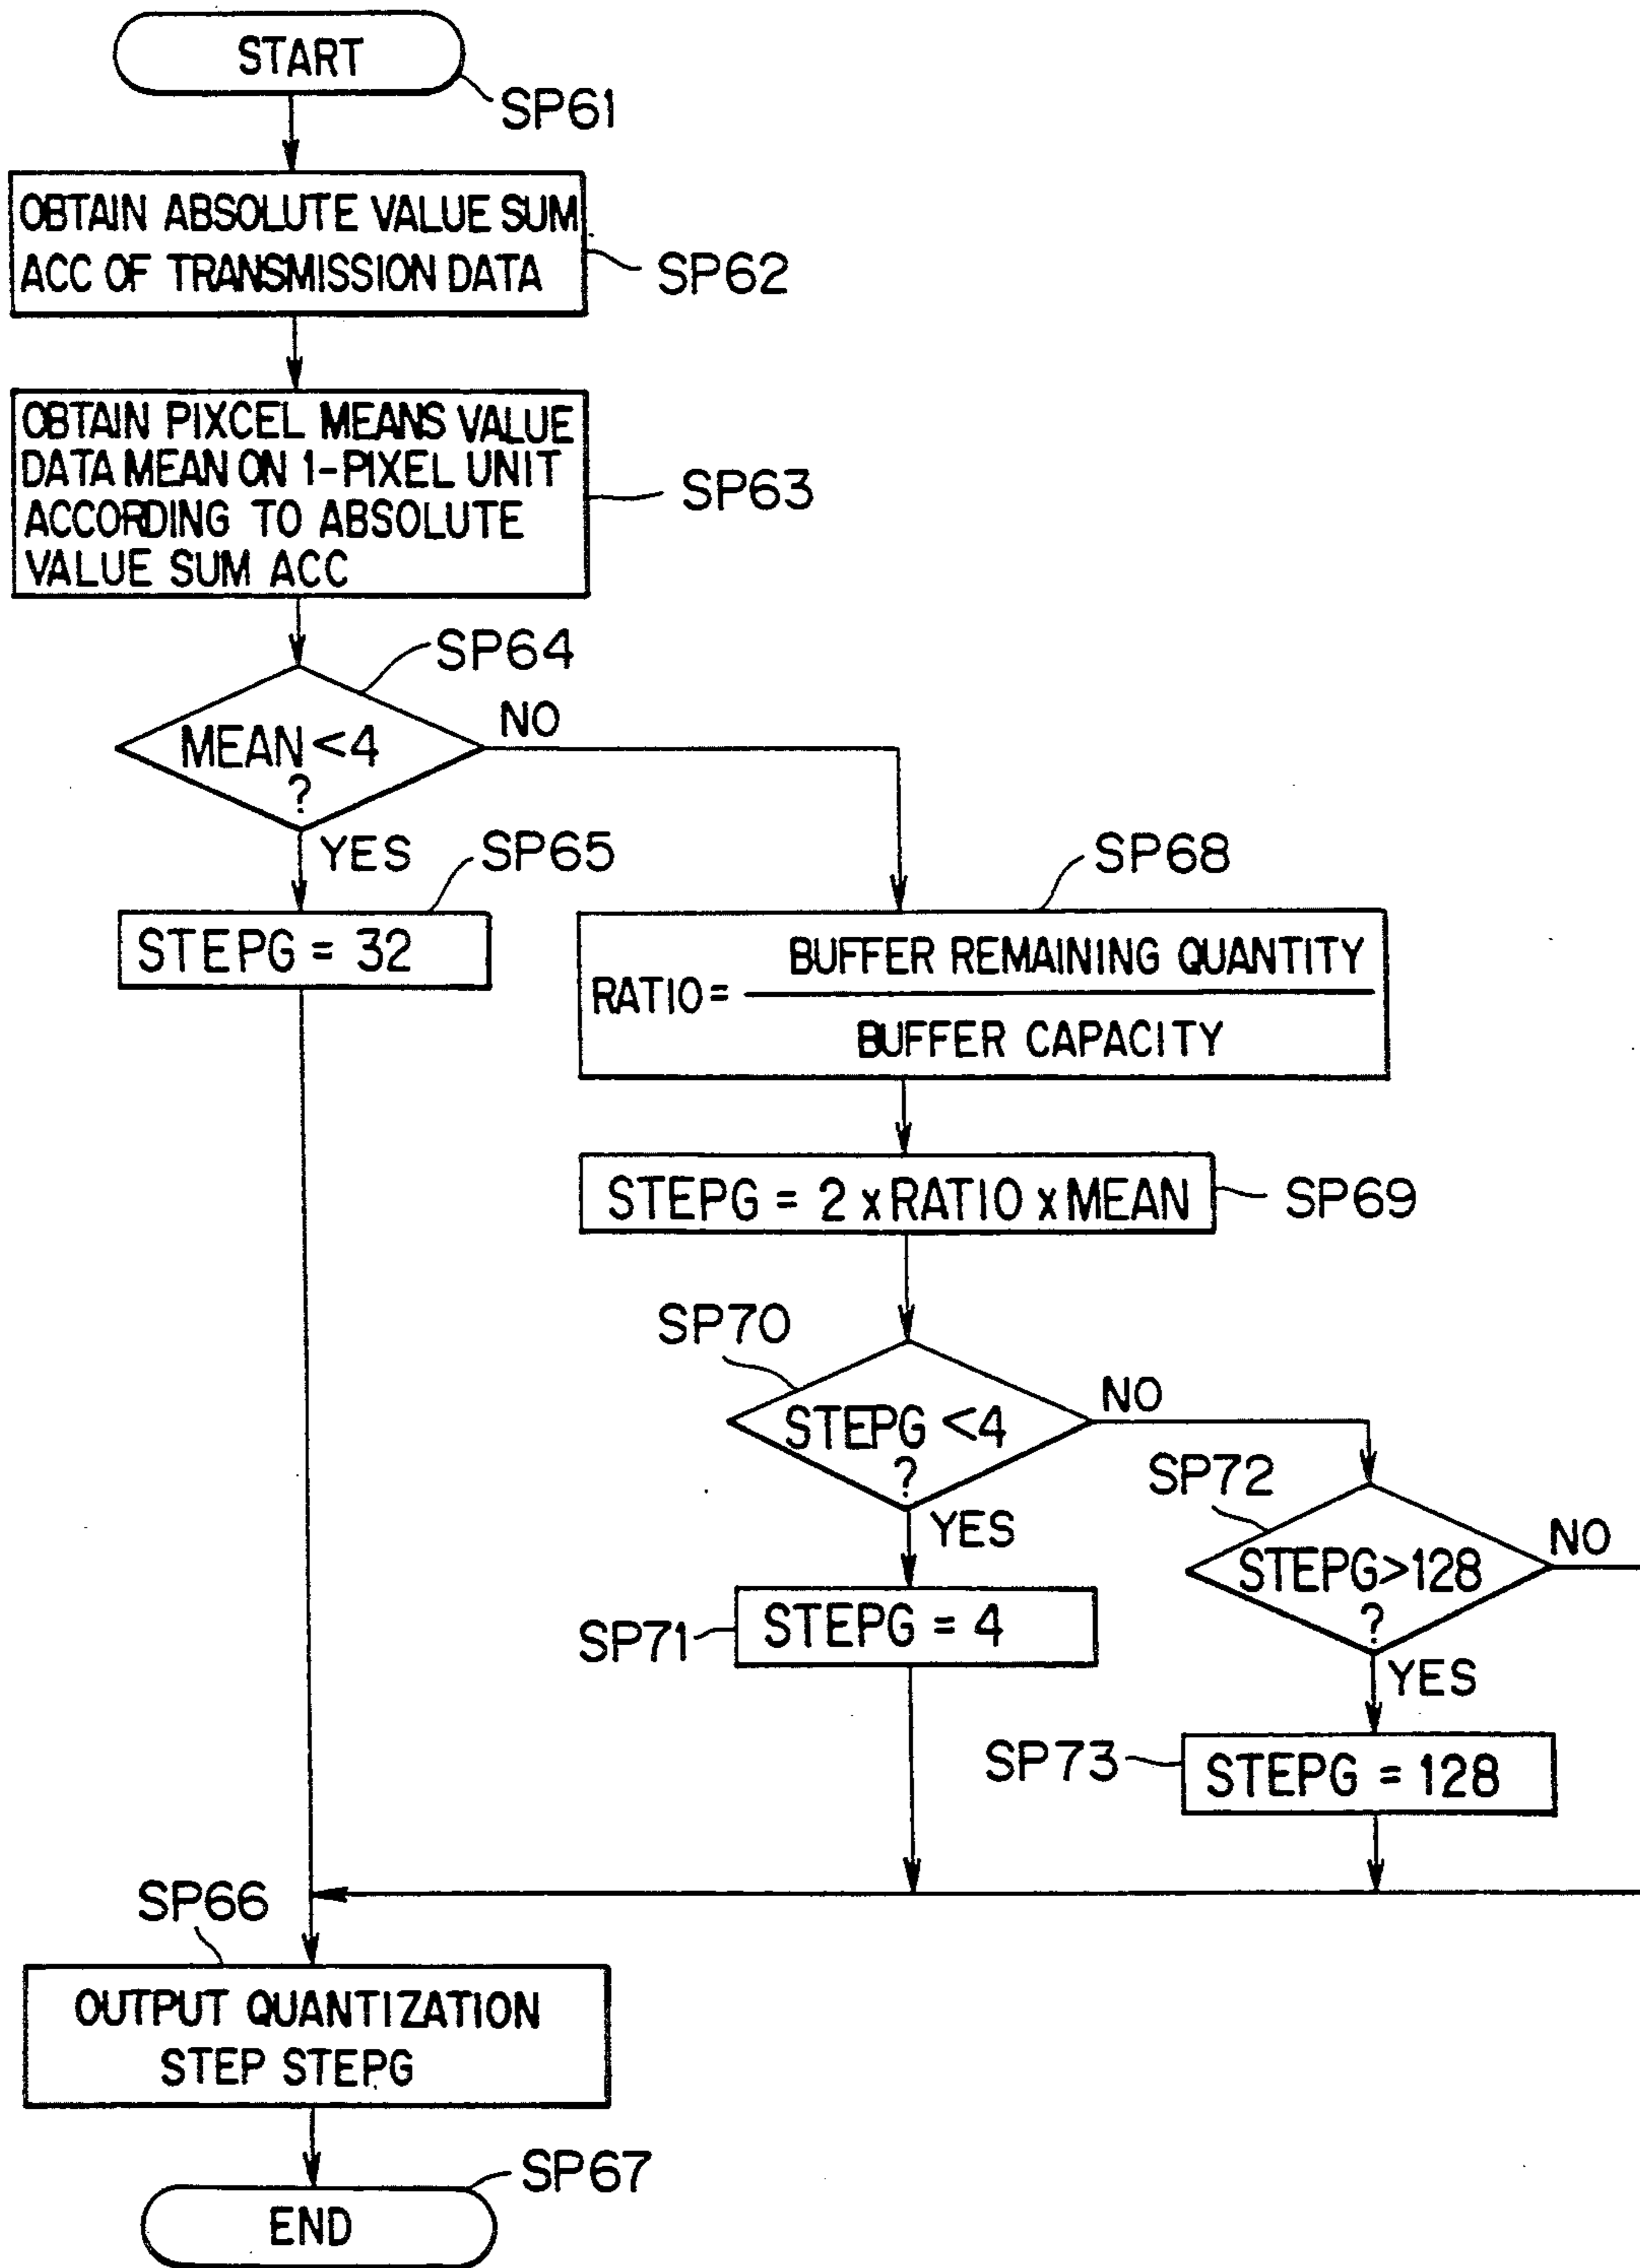 START
SP61
OBTAIN ABSOLUTE VALUE SUM
ACC OF TRANSMISSION DATA
SP62
OBTAIN PIXCEL MEANS VALUE
DATA MEAN ON 1-PIXEL UNIT
ACCORDING TO ABSOLUTE
VALUE SUM ACC
SP63
SP64
MEAN <4
?
NO
YES
SP65
STEPG = 32
SP68
RATIO =
BUFFER REMAINING QUANTITY
BUFFER CAPACITY
STEPG = 2 x RATIO x MEAN
SP69
SP70
STEPG <4
?
NO
YES
SP71
STEPG = 4
SP72
STEPG>128
?
NO
YES
SP73
STEPG = 128
SP66
OUTPUT QUANTIZATION
STEP STEPG
SP67
END